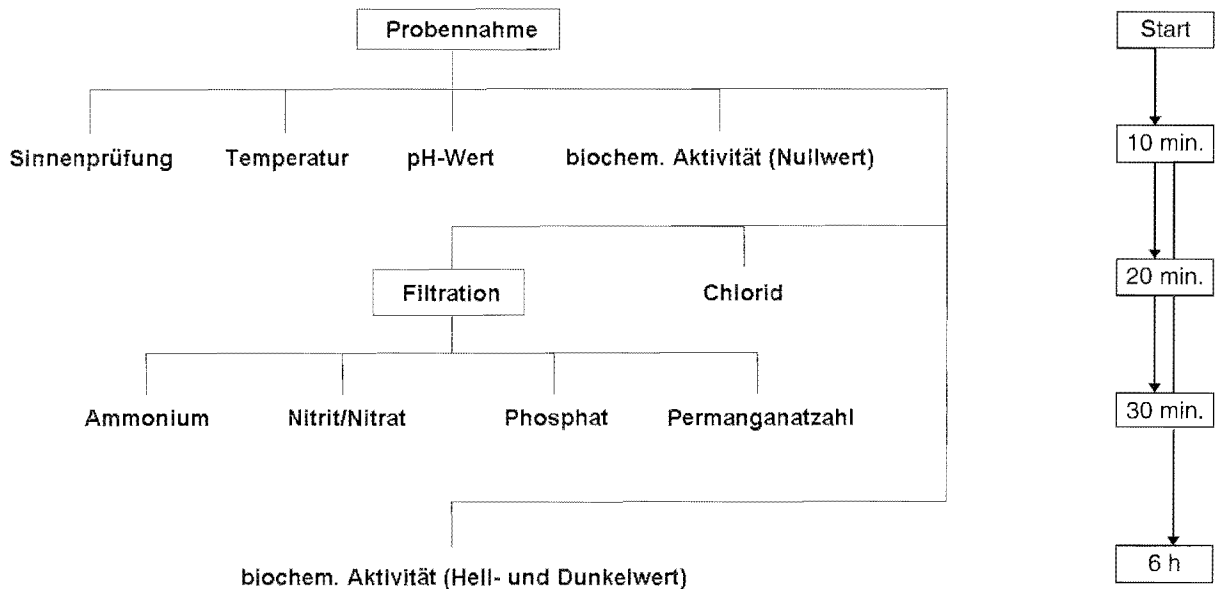 Probennahme
Start
Sinnenprüfung
Temperatur
pH-Wert
biochem. Aktivität (Nullwert)
10 min.
Filtration
Chlorid
20 min.
Ammonium
Nitrit/Nitrat
Phosphat
Permanganatzahl
30 min.
biochem. Aktivität (Hell- und Dunkelwert)
6 h